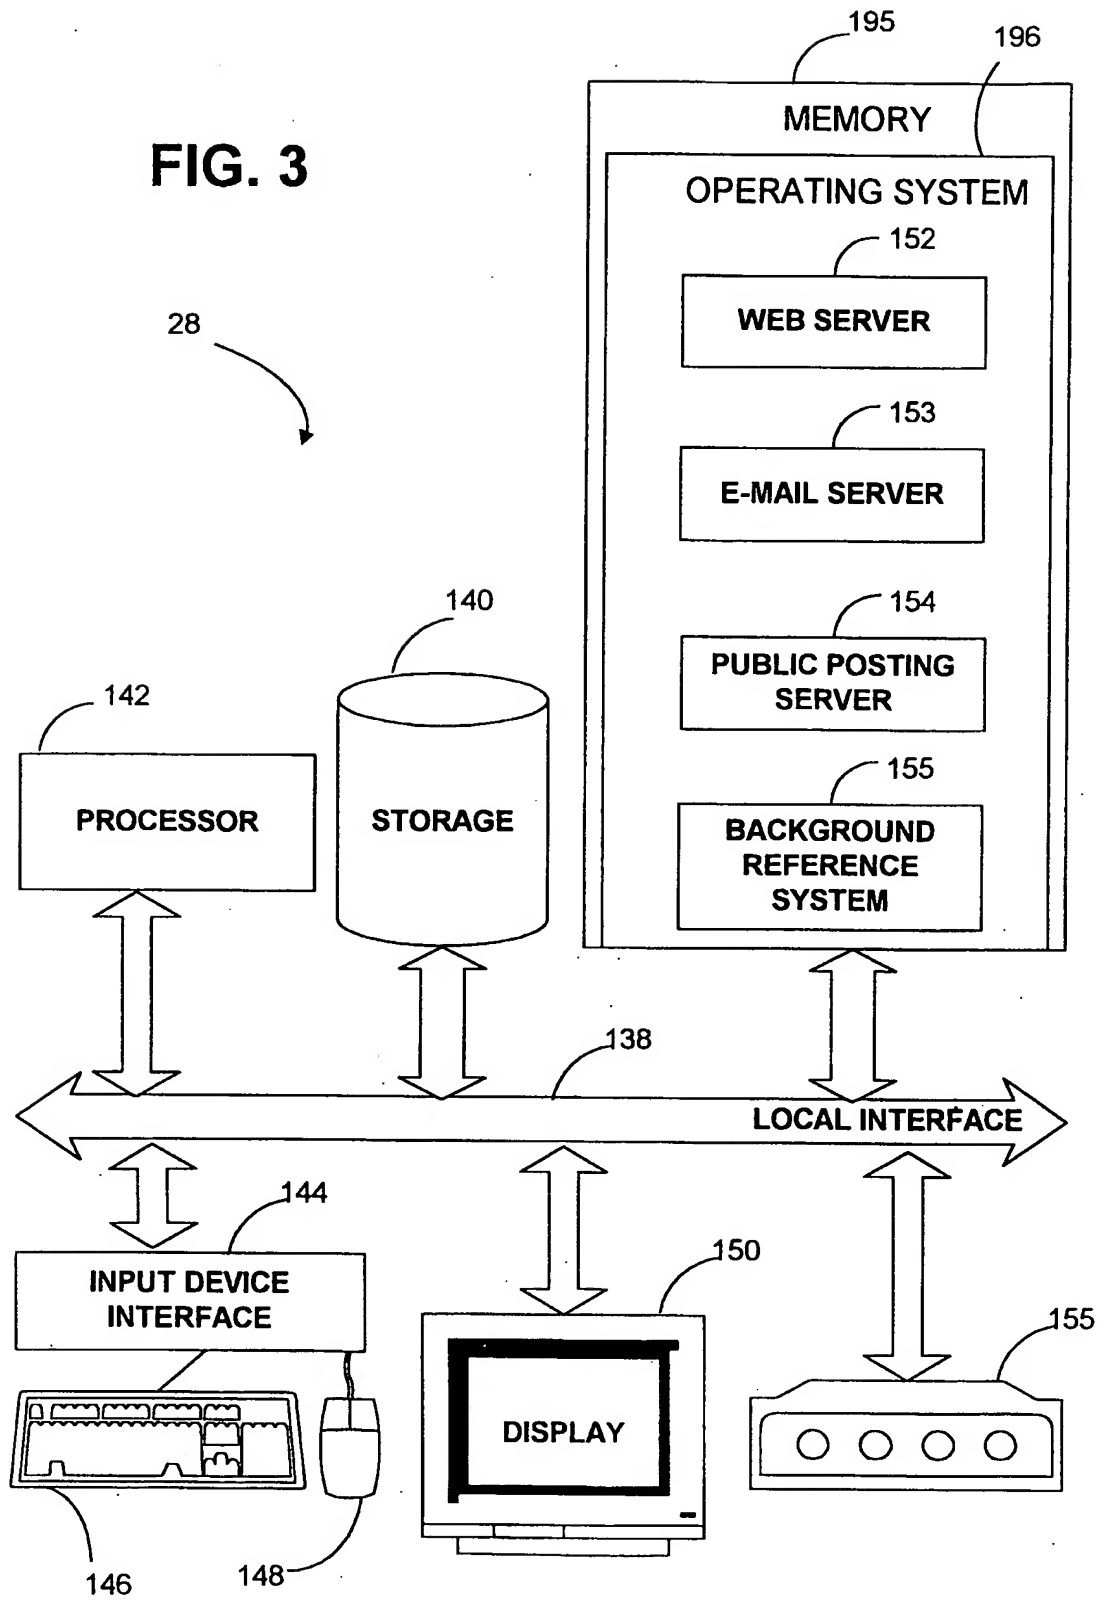 195
196
MEMORY
FIG. 3
OPERATING SYSTEM
152
WEB SERVER
28
153
E-MAIL SERVER
140
154
PUBLIC POSTING
SERVER
142
155
PROCESSOR
STORAGE
BACKGROUND
REFERENCE
SYSTEM
138
LOCAL INTERFACE
144
150
INPUT DEVICE
INTERFACE
155
DISPLAY
146
148